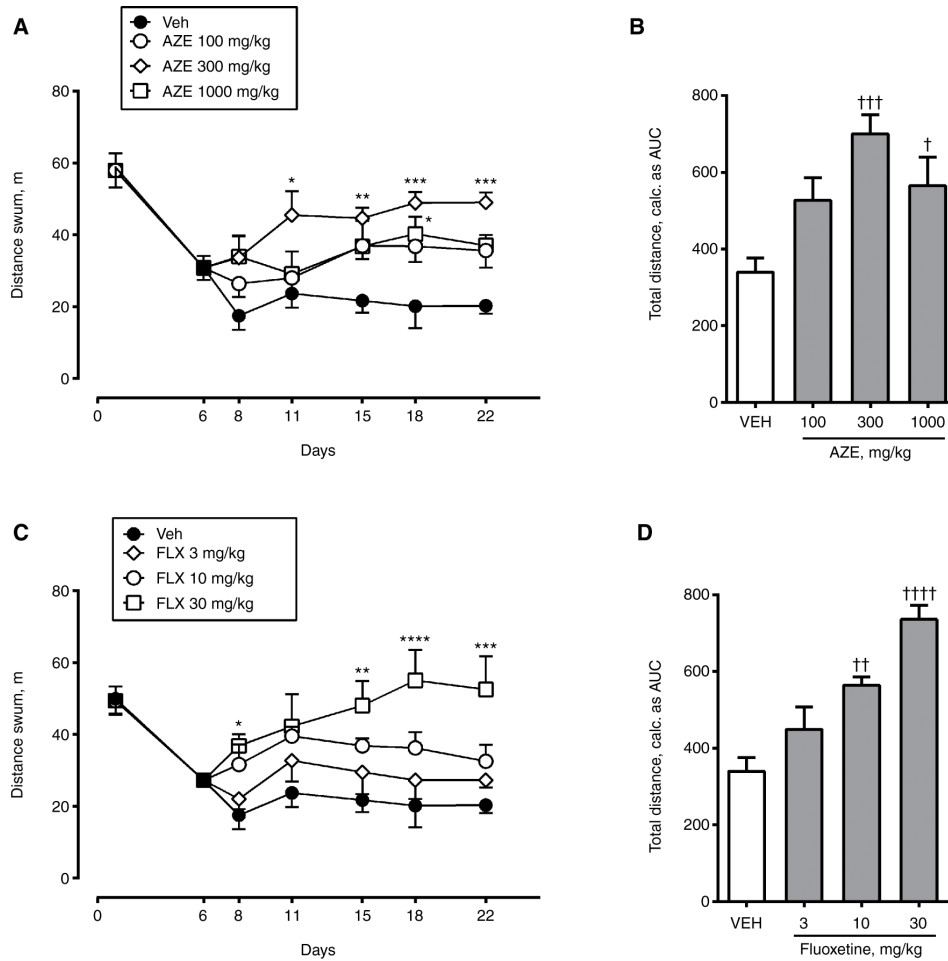 A
Veh
AZE 100 mg/kg
AZE 300 mg/kg
AZE 1000 mg/kg
Distance swum, m
80
60
40
20
0
* ** *** ***
*
0 6 8 11 15 18 22
Days
B
Total distance, calc. as AUC
800
600
400
200
0
†††
†
VEH 100 300 1000
AZE, mg/kg
C
Veh
FLX 3 mg/kg
FLX 10 mg/kg
FLX 30 mg/kg
Distance swum, m
80
60
40
20
0
* ** **** ***
0 6 8 11 15 18 22
Days
D
Total distance, calc. as AUC
800
600
400
200
0
††††
††
VEH 3 10 30
Fluoxetine, mg/kg